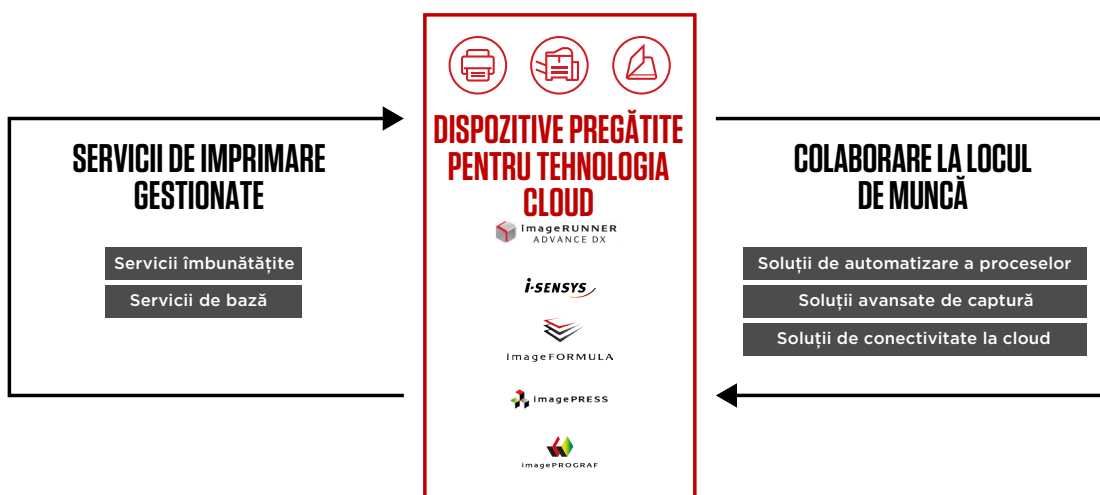 SERVICII DE IMPRIMARE
GESTIONATE
Servicii îmbunătățite
Servicii de bază
DISPOZITIVE PREGĂTITE
PENTRU TEHNOLOGIA
CLOUD
imageRUNNER
ADVANCE DX
i-SENSYS
imageFORMULA
imagePRESS
imagePROGRAF
COLABORARE LA LOCUL
DE MUNCĂ
Soluții de automatizare a proceselor
Soluții avansate de captură
Soluții de conectivitate la cloud